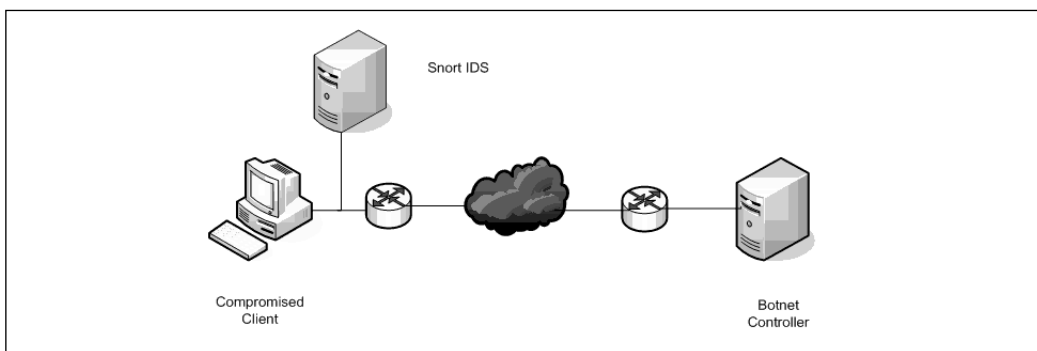 Snort IDS
Compromised
Client
Botnet
Controller